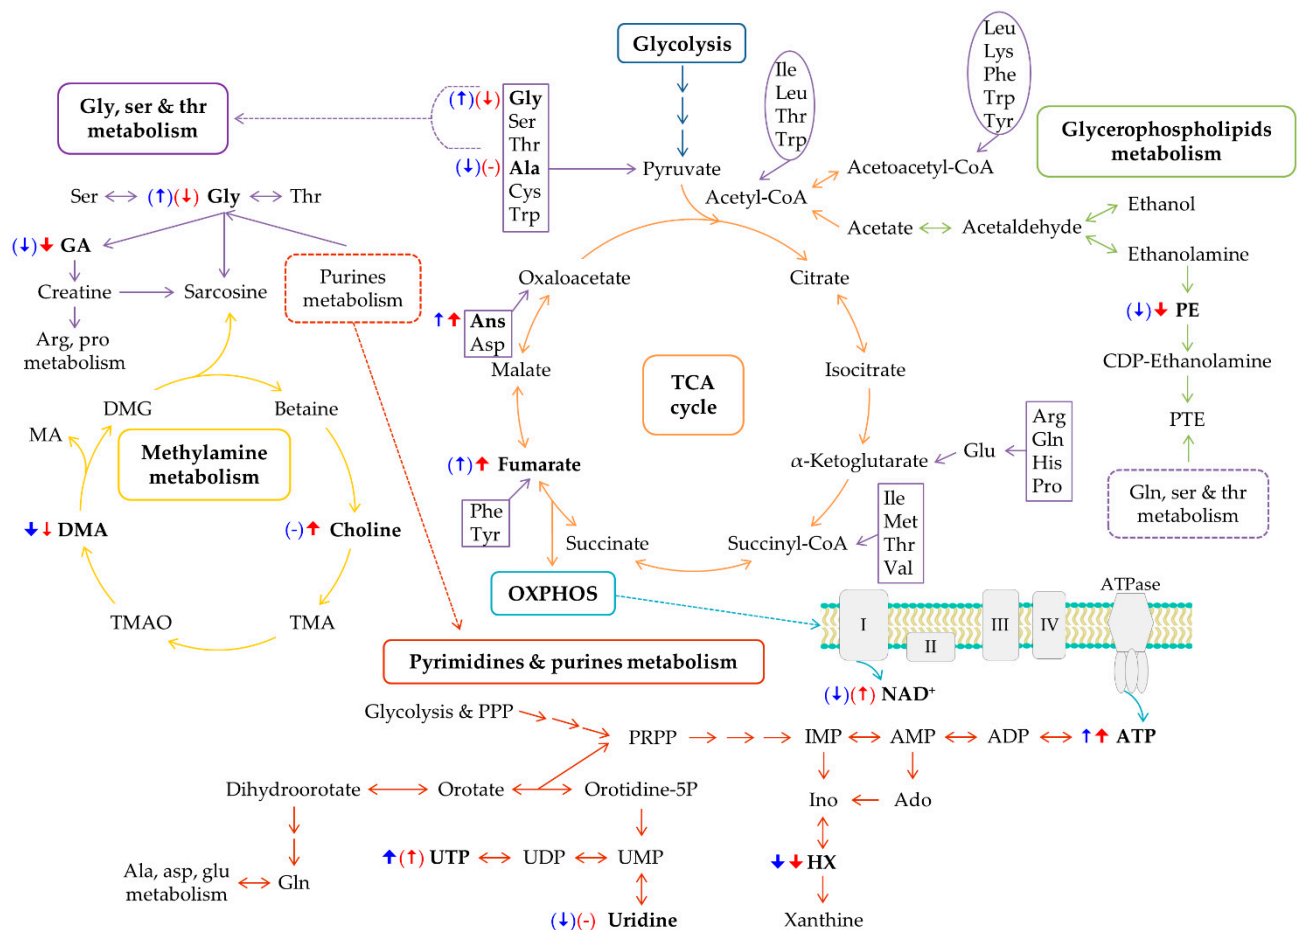 Glycolysis
Gly, ser & thr
metabolism
(↑)(↓) Gly
Ser
Thr
(↓)(-) Ala
Cys
Trp
Pyruvate
Ile
Leu
Thr
Trp
Acetyl-CoA
Leu
Lys
Phe
Trp
Tyr
Acetoacetyl-CoA
Glycerophospholipids
metabolism
Acetate
Acetaldehyde
Ethanol
Ethanolamine
(↓)↓ PE
CDP-Ethanolamine
PTE
Gln, ser & thr
metabolism
Ser
(↑)(↓) Gly
Thr
(↓)↓ GA
Creatine
Sarcosine
Arg, pro
metabolism
Purines
metabolism
DMG
Betaine
MA
Methylamine
metabolism
↓↓ DMA
(-)↑ Choline
TMAO
TMA
Oxaloacetate
Citrate
↑↑ Ans
Asp
Malate
TCA
cycle
Isocitrate
(↑)↑ Fumarate
α-Ketoglutarate
Glu
Arg
Gln
His
Pro
Phe
Tyr
Succinate
Succinyl-CoA
Ile
Met
Thr
Val
OXPHOS
I
II
III
IV
ATPase
(↓)(↑) NAD+
Pyrimidines & purines metabolism
Glycolysis & PPP
PRPP
IMP
AMP
ADP
↑↑ ATP
Dihydroorotate
Orotate
Orotidine-5P
Ino
Ado
↑(↑) UTP
UDP
UMP
↓↓ HX
Ala, asp, glu
metabolism
Gln
(↓)(-) Uridine
Xanthine